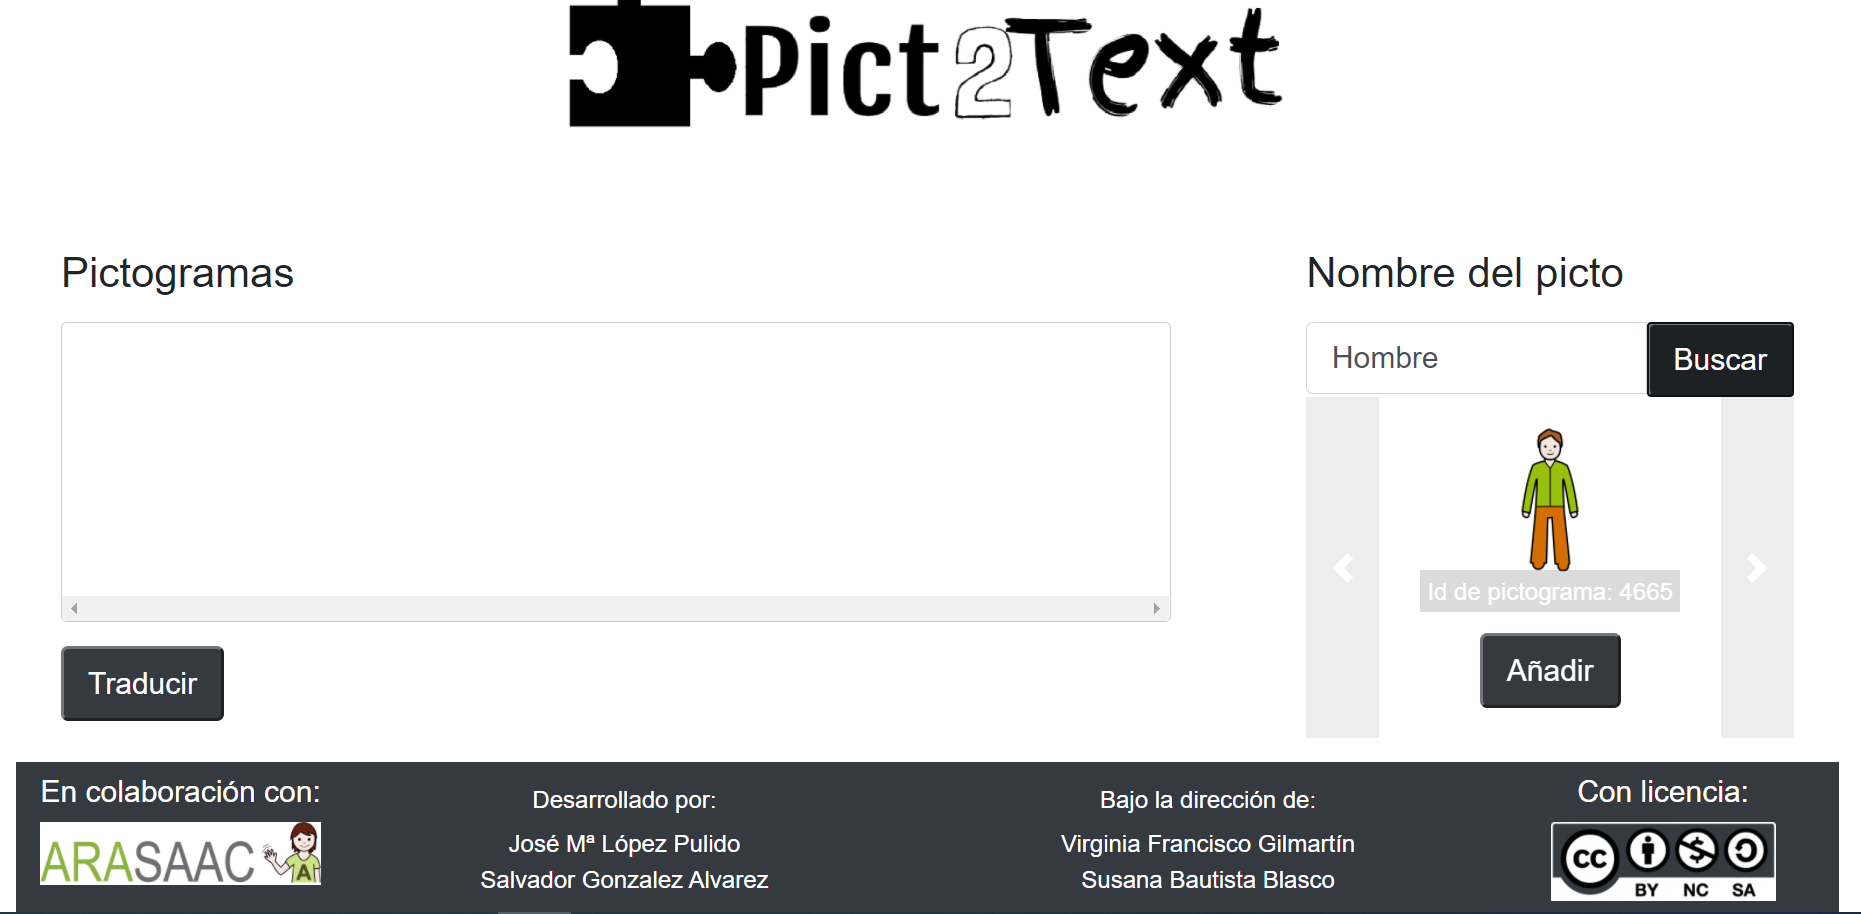 Pict2Text
Pictogramas
Nombre del picto
Hombre
Buscar
Id de pictograma: 4665
Añadir
Traducir
En colaboración con:
ARASAAC
A
Desarrollado por:
José Mª López Pulido
Salvador Gonzalez Alvarez
Bajo la dirección de:
Virginia Francisco Gilmartín
Susana Bautista Blasco
Con licencia:
CC
BY NC SA